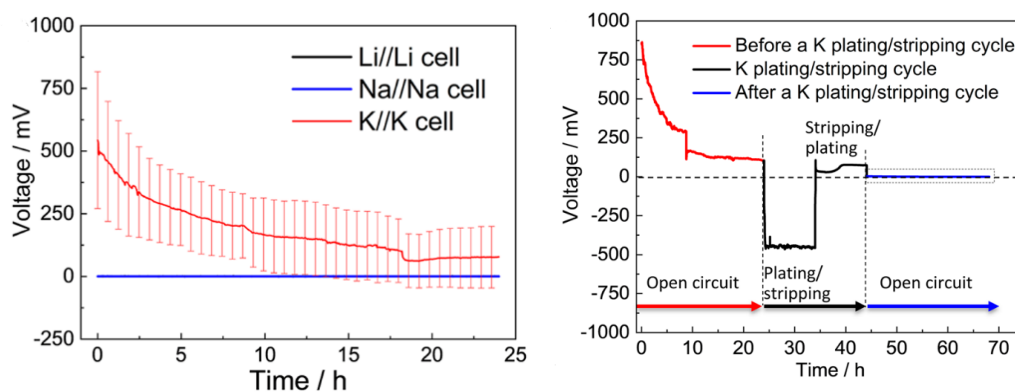 1000
750
500
250
0
-250
Voltage / mV
Li//Li cell
Na//Na cell
K//K cell
0
5
10
15
20
25
Time / h
1000
750
500
250
0
-250
-500
-750
-1000
Voltage / mV
Before a K plating/stripping cycle
K plating/stripping cycle
After a K plating/stripping cycle
Stripping/
plating
Open circuit
Plating/
stripping
Open circuit
0
10
20
30
40
50
60
70
Time / h